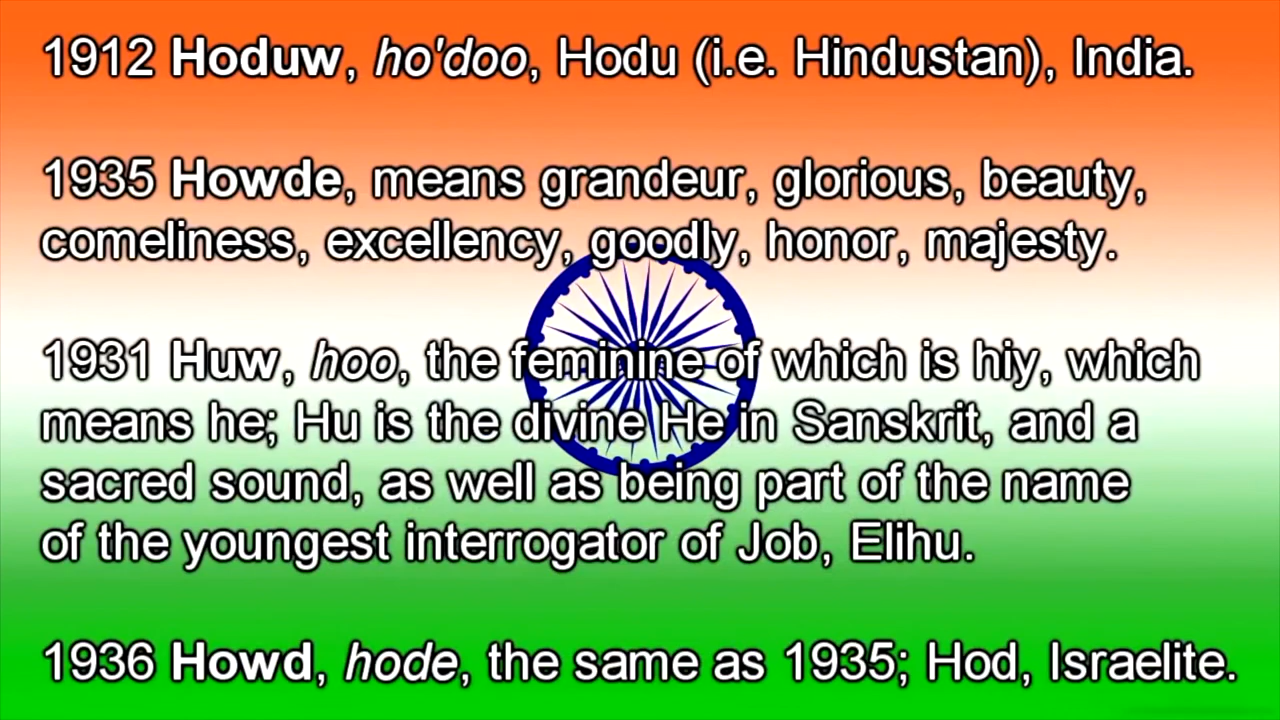 1912 Hoduw, ho'doo, Hodu (i.e. Hindustan), India.
1935 Howde, means grandeur, glorious, beauty,
comeliness, excellency, goodly, honor, majesty.
1931 Huw, hoo, the feminine of which is hiy, which
means he; Hu is the divine He in Sanskrit, and a
sacred sound, as well as being part of the name
of the youngest interrogator of Job, Elihu.
1936 Howd, hode, the same as 1935; Hod, Israelite.